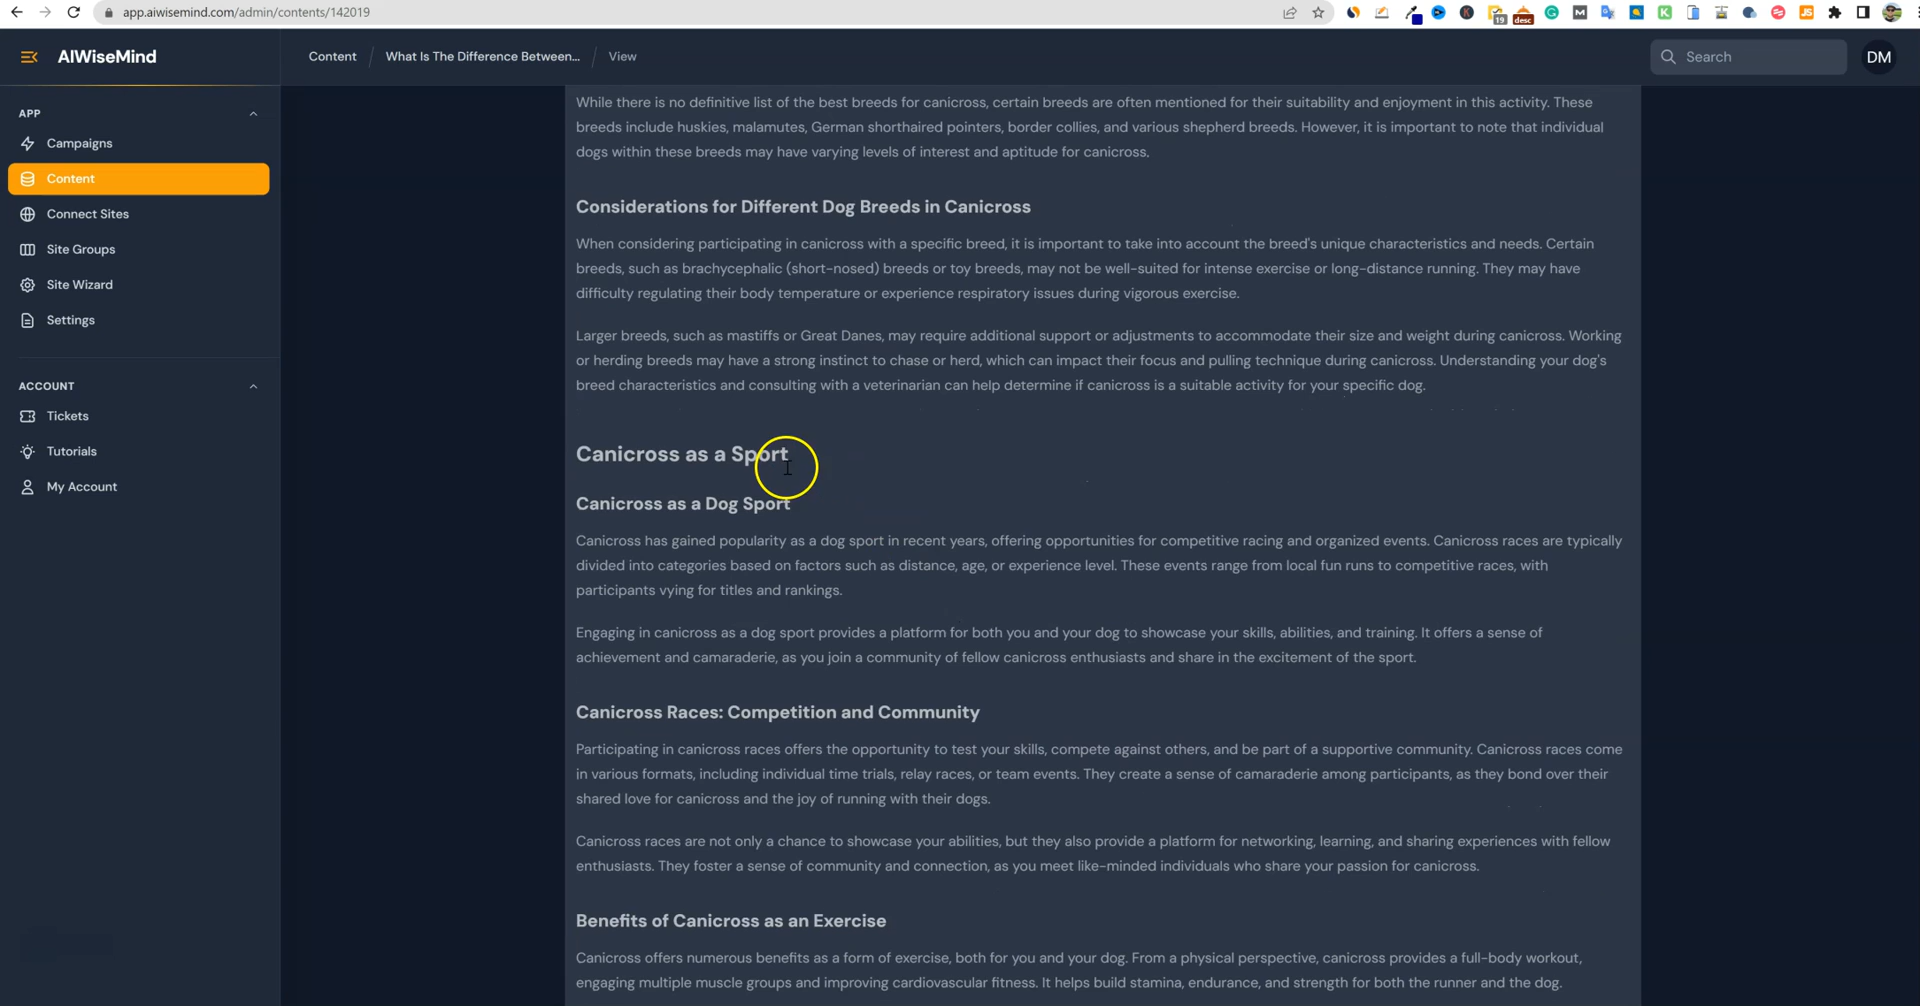 app.aiwisemind.com/admin/contents/142019
19
desc
AIWiseMind
Content
What Is The Difference Between...
View
Search
DM
APP
Campaigns
Content
Connect Sites
Site Groups
Site Wizard
Settings
ACCOUNT
Tickets
Tutorials
My Account
While there is no definitive list of the best breeds for canicross, certain breeds are often mentioned for their suitability and enjoyment in this activity. These
breeds include huskies, malamutes, German shorthaired pointers, border collies, and various shepherd breeds. However, it is important to note that individual
dogs within these breeds may have varying levels of interest and aptitude for canicross.
Considerations for Different Dog Breeds in Canicross
When considering participating in canicross with a specific breed, it is important to take into account the breed's unique characteristics and needs. Certain
breeds, such as brachycephalic (short-nosed) breeds or toy breeds, may not be well-suited for intense exercise or long-distance running. They may have
difficulty regulating their body temperature or experience respiratory issues during vigorous exercise.
Larger breeds, such as mastiffs or Great Danes, may require additional support or adjustments to accommodate their size and weight during canicross. Working
or herding breeds may have a strong instinct to chase or herd, which can impact their focus and pulling technique during canicross. Understanding your dog's
breed characteristics and consulting with a veterinarian can help determine if canicross is a suitable activity for your specific dog.
Canicross as a Sport
Canicross as a Dog Sport
Canicross has gained popularity as a dog sport in recent years, offering opportunities for competitive racing and organized events. Canicross races are typically
divided into categories based on factors such as distance, age, or experience level. These events range from local fun runs to competitive races, with
participants vying for titles and rankings.
Engaging in canicross as a dog sport provides a platform for both you and your dog to showcase your skills, abilities, and training. It offers a sense of
achievement and camaraderie, as you join a community of fellow canicross enthusiasts and share in the excitement of the sport.
Canicross Races: Competition and Community
Participating in canicross races offers the opportunity to test your skills, compete against others, and be part of a supportive community. Canicross races come
in various formats, including individual time trials, relay races, or team events. They create a sense of camaraderie among participants, as they bond over their
shared love for canicross and the joy of running with their dogs.
Canicross races are not only a chance to showcase your abilities, but they also provide a platform for networking, learning, and sharing experiences with fellow
enthusiasts. They foster a sense of community and connection, as you meet like-minded individuals who share your passion for canicross.
Benefits of Canicross as an Exercise
Canicross offers numerous benefits as a form of exercise, both for you and your dog. From a physical perspective, canicross provides a full-body workout,
engaging multiple muscle groups and improving cardiovascular fitness. It helps build stamina, endurance, and strength for both the runner and the dog.